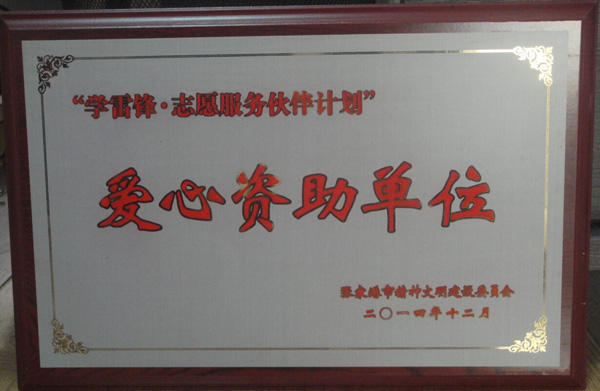 “学雷锋·志愿服务伙伴计划”
爱心资助单位
张家港市精神文明建设委员会
二〇一四年十二月